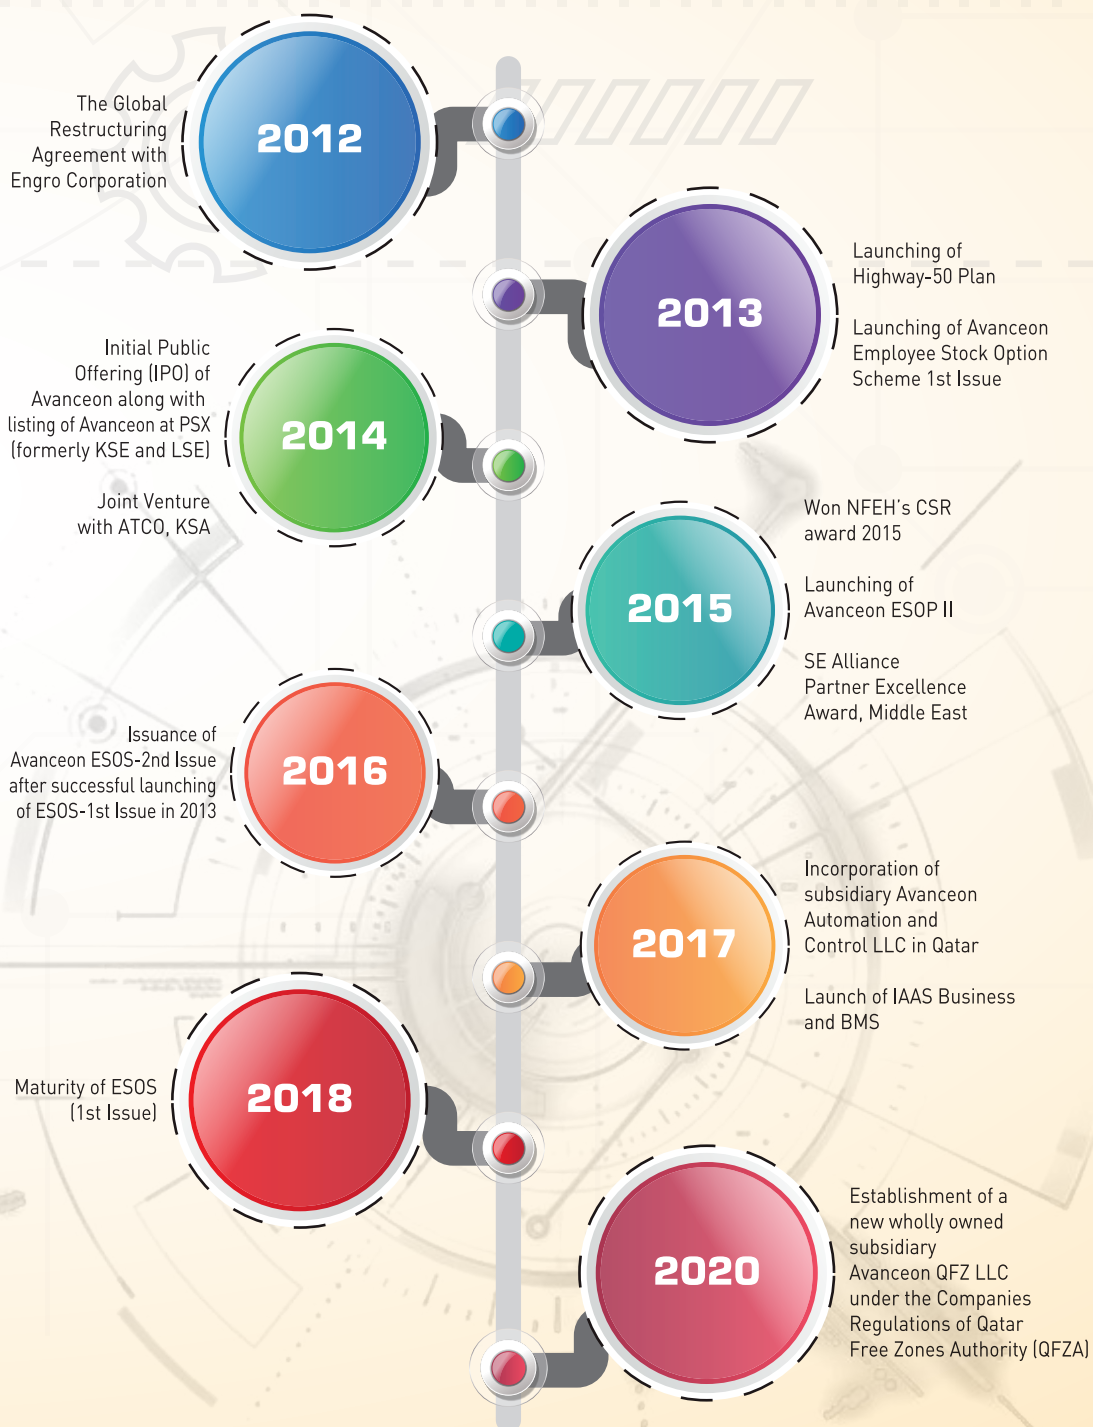 The Global
Restructuring
Agreement with
Engro Corporation
2012
2013
Launching of
Highway-50 Plan
Launching of Avanceon
Employee Stock Option
Scheme 1st Issue
Initial Public
Offering (IPO) of
Avanceon along with
listing of Avanceon at PSX
(formerly KSE and LSE)
Joint Venture
with ATCO, KSA
2014
2015
Won NFEH's CSR
award 2015
Launching of
Avanceon ESOP II
SE Alliance
Partner Excellence
Award, Middle East
Issuance of
Avanceon ESOS-2nd Issue
after successful launching
of ESOS-1st Issue in 2013
2016
2017
Incorporation of
subsidiary Avanceon
Automation and
Control LLC in Qatar
Launch of IAAS Business
and BMS
Maturity of ESOS
(1st Issue)
2018
2020
Establishment of a
new wholly owned
subsidiary
Avanceon QFZ LLC
under the Companies
Regulations of Qatar
Free Zones Authority (QFZA)